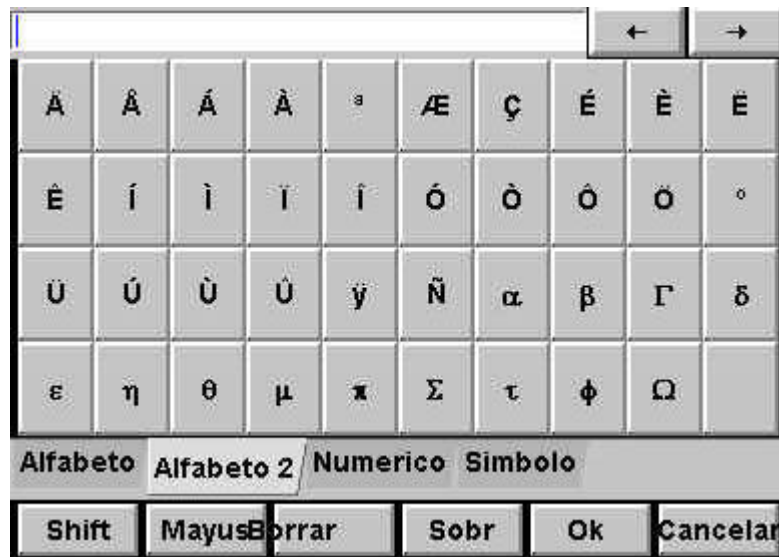 ← →
Ä Â Á À ª Æ Ç É È Ë
Ê Í Ì Ï Î Ó Ò Ô Ö º
Ü Ú Ù Û ÿ Ñ α β Γ δ
ε η θ μ π Σ τ ϕ Ω
Alfabeto Alfabeto 2 Numerico Simbolo
Shift Mayus Borrar Sobr Ok Cancelar